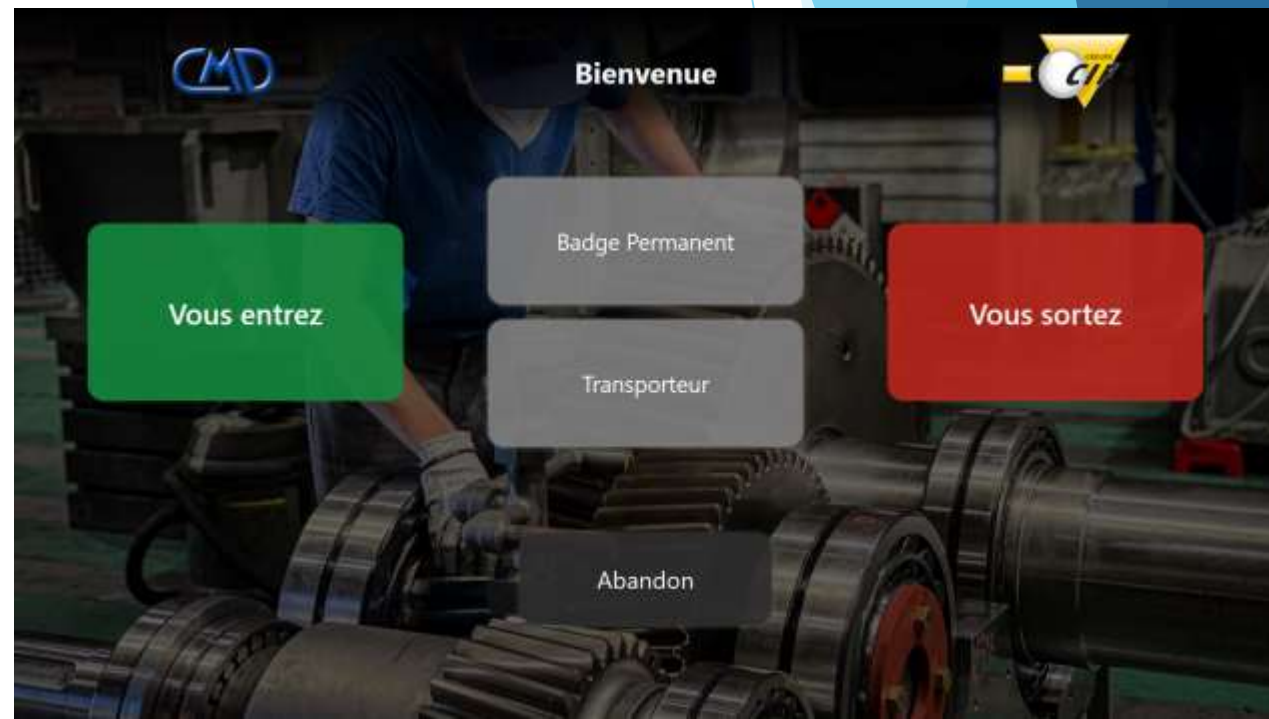 CMD
Bienvenue
Badge Permanent
Vous entrez
Vous sortez
Transporteur
Abandon